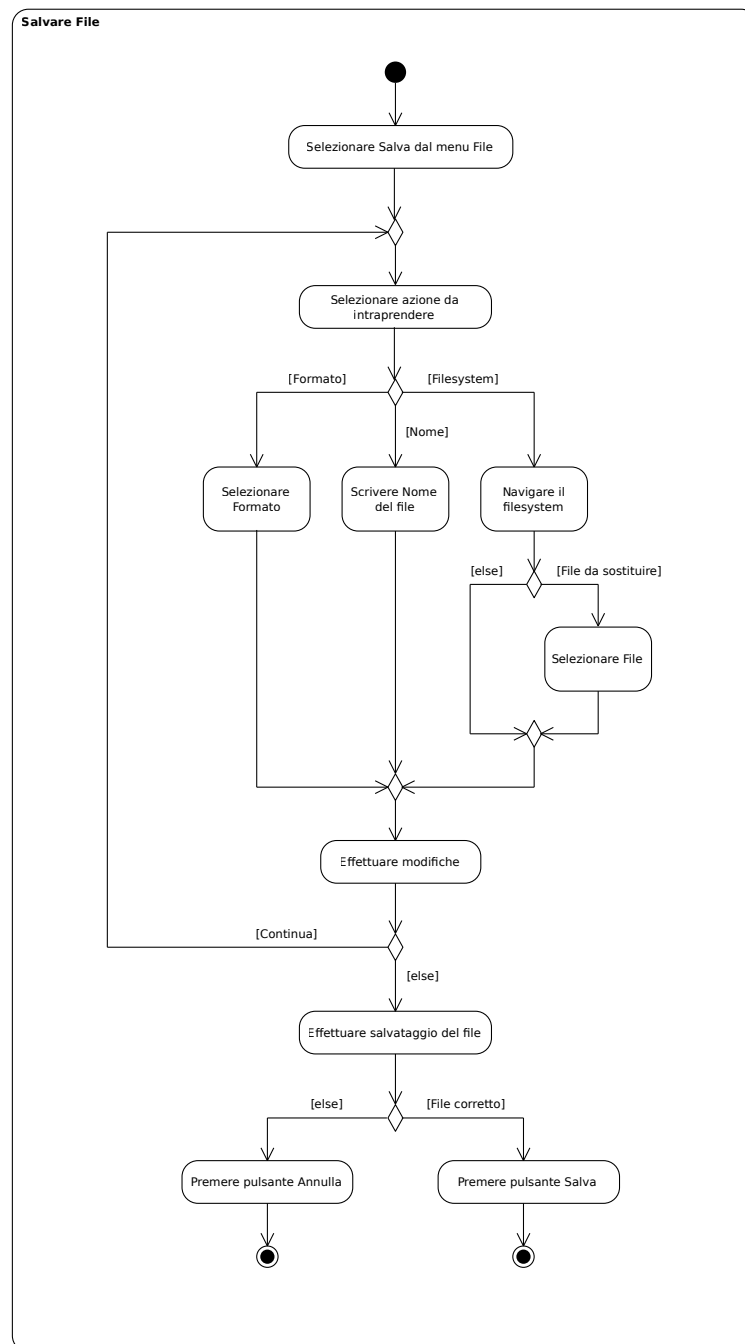 Salvare File
Selezionare Salva dal menu File
Selezionare azione da
intraprendere
[Formato]
[Filesystem]
[Nome]
Selezionare
Formato
Scrivere Nome
del file
Navigare il
filesystem
[else]
[File da sostituire]
Selezionare File
Effettuare modifiche
[Continua]
[else]
Effettuare salvataggio del file
[else]
[File corretto]
Premere pulsante Annulla
Premere pulsante Salva